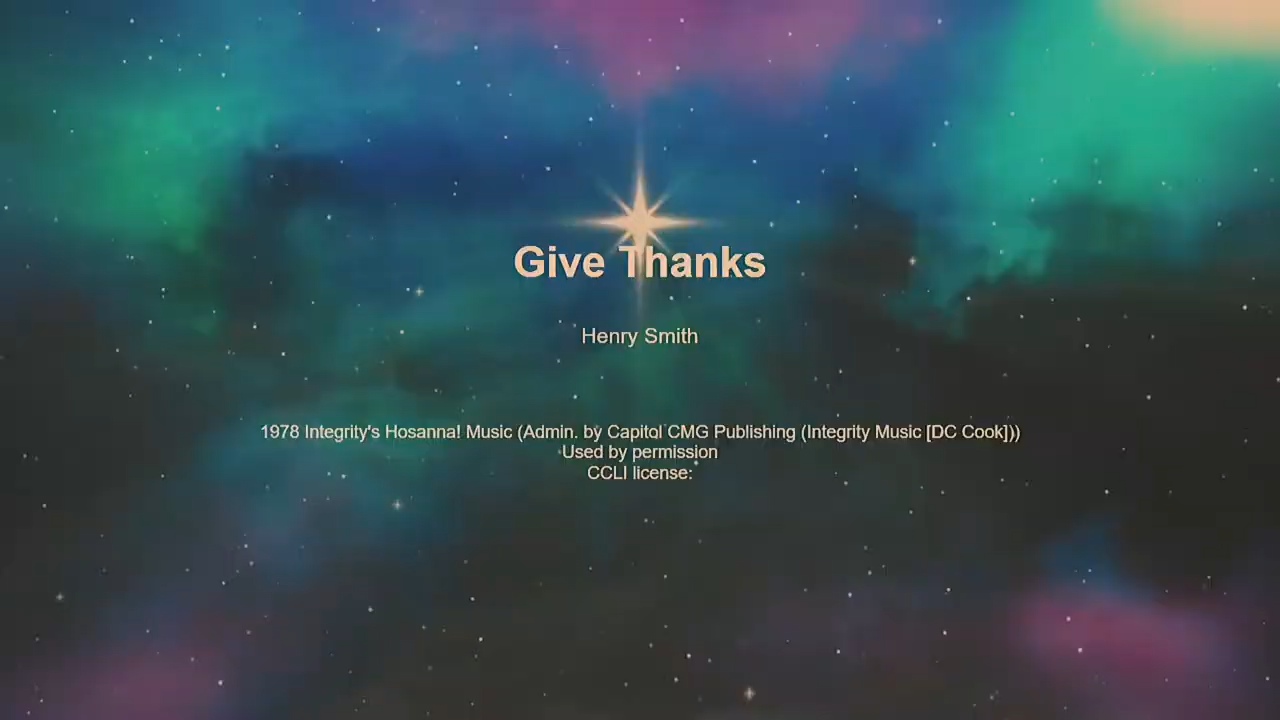 Give Thanks
Henry Smith
1978 Integrity's Hosanna! Music (Admin. by Capitol CMG Publishing (Integrity Music [DC Cook]))
Used by permission
CCLI license: